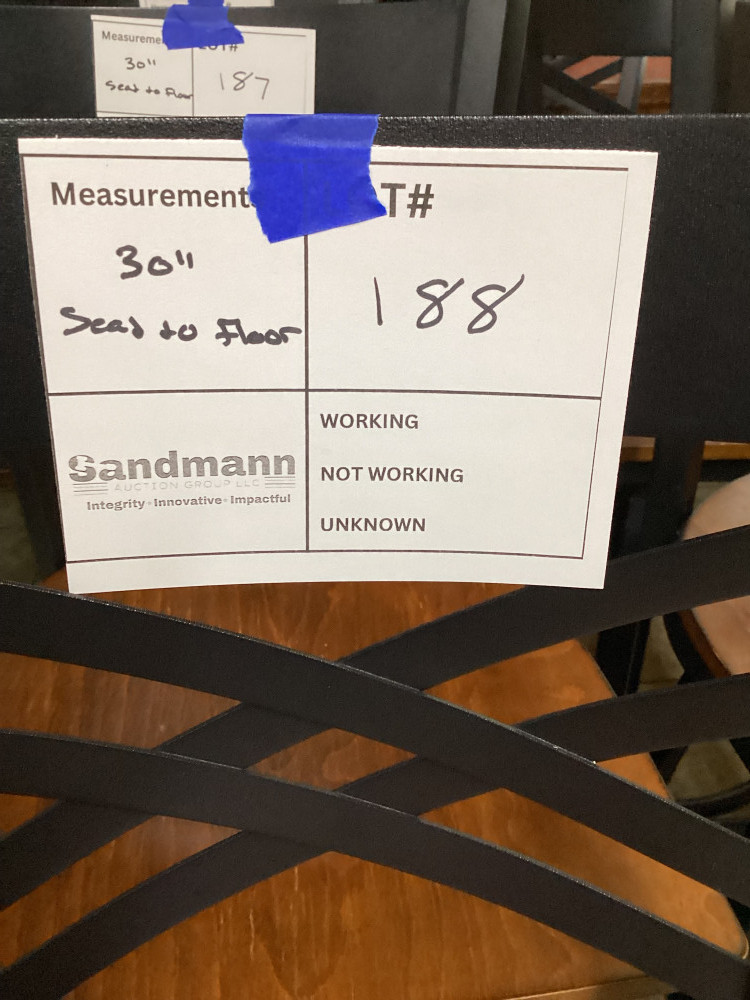 Measureme OT#
30"
Seat to Floor
187
Measurement T#
30"
Seat to Floor
188
Sandmann
AUCTION GROUP LLC
Integrity Innovative Impactful
WORKING
NOT WORKING
UNKNOWN